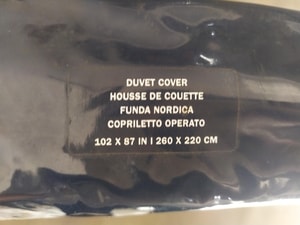 DUVET COVER
HOUSSE DE COUETTE
FUNDA NORDICA
COPRILETTO OPERATO
102 X 87 IN I 260 X 220 CM